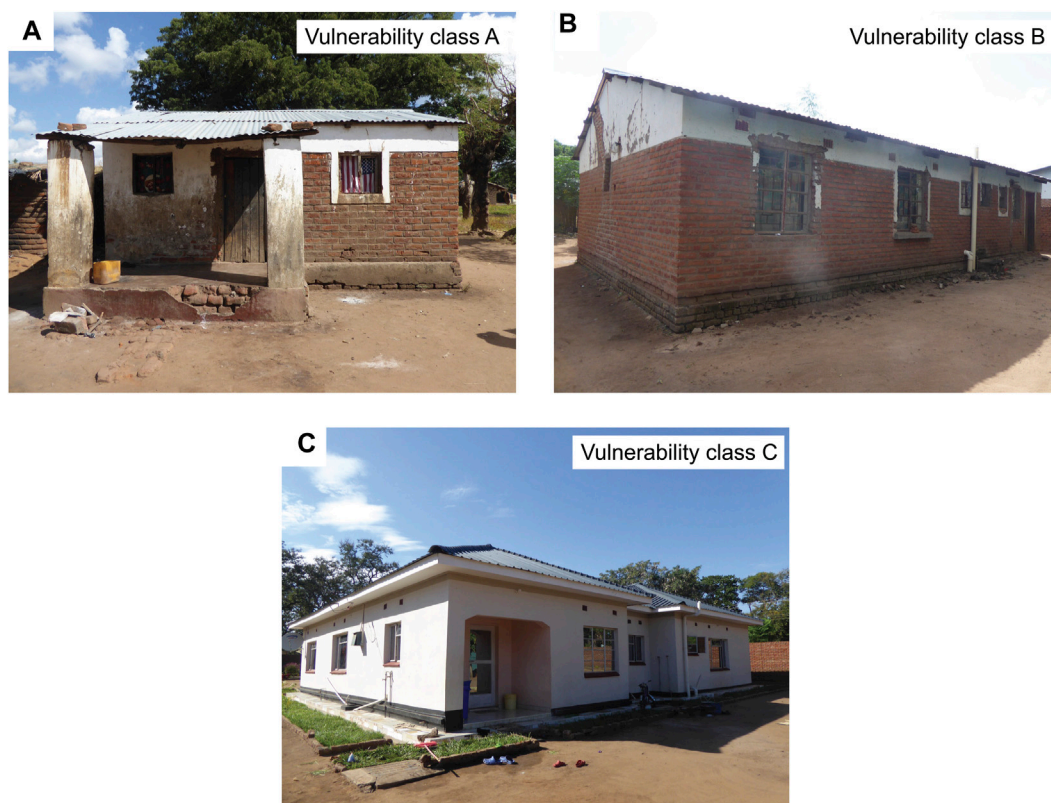 A
Vulnerability class A
B
Vulnerability class B
C
Vulnerability class C